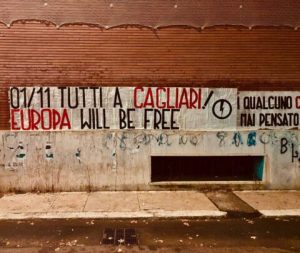 01/11 TUTTI A CAGLIARI!
EUROPA WILL BE FREE
I QUALCUNO
MAI PENSATO